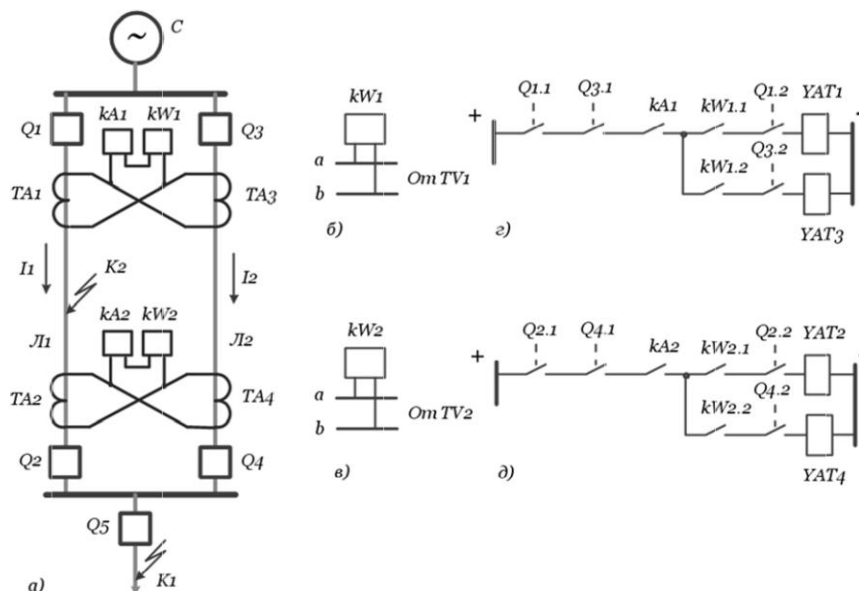 C
Q1
kA1 kW1
Q3
TA1
TA3
I1
K2
I2
kA2 kW2
Л1
Л2
TA2
TA4
Q2
Q4
Q5
K1
а)
kW1
a
b
От TV1
б)
kW2
a
b
От TV2
в)
+
Q1.1
Q3.1
kA1
kW1.1
Q1.2
YAT1
kW1.2
Q3.2
YAT3
г)
+
Q2.1
Q4.1
kA2
kW2.1
Q2.2
YAT2
kW2.2
Q4.2
YAT4
д)